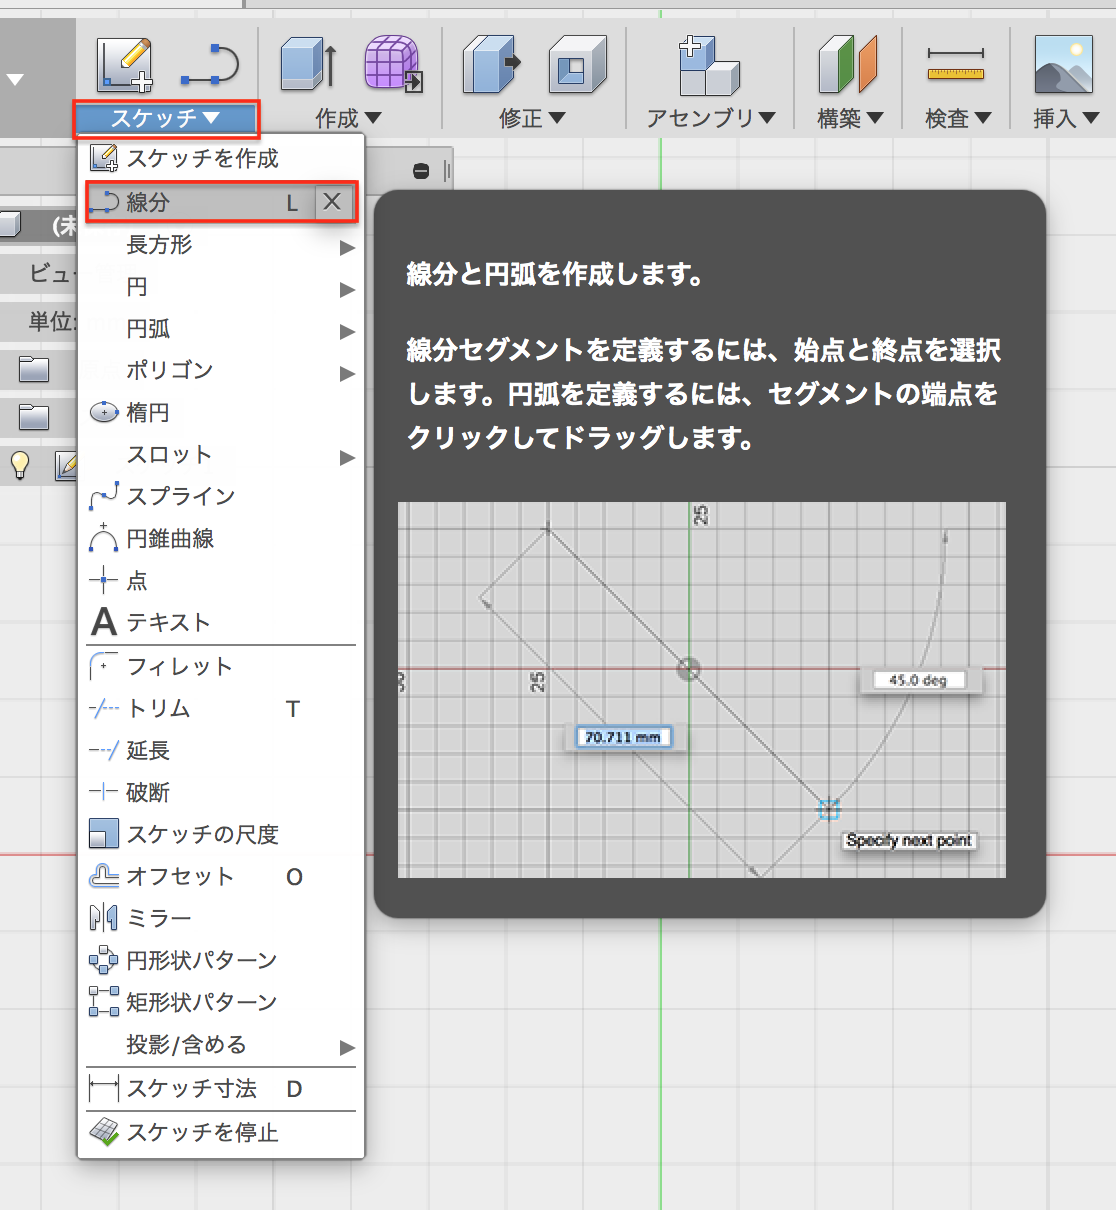 スケッチ▼
作成▼
修正▼
アセンブリ▼
構築▼
検査▼
挿入▼
スケッチを作成
線分 L
長方形
円
円弧
ポリゴン
楕円
スロット
スプライン
円錐曲線
点
A テキスト
フィレット
トリム T
延長
破断
スケッチの尺度
オフセット O
ミラー
円形状パターン
矩形状パターン
投影/含める
スケッチ寸法 D
スケッチを停止
(未
ビュー
単位:
線分と円弧を作成します。
線分セグメントを定義するには、始点と終点を選択
します。円弧を定義するには、セグメントの端点を
クリックしてドラッグします。
25
25
45.0 deg
70.711 mm
Specify next point